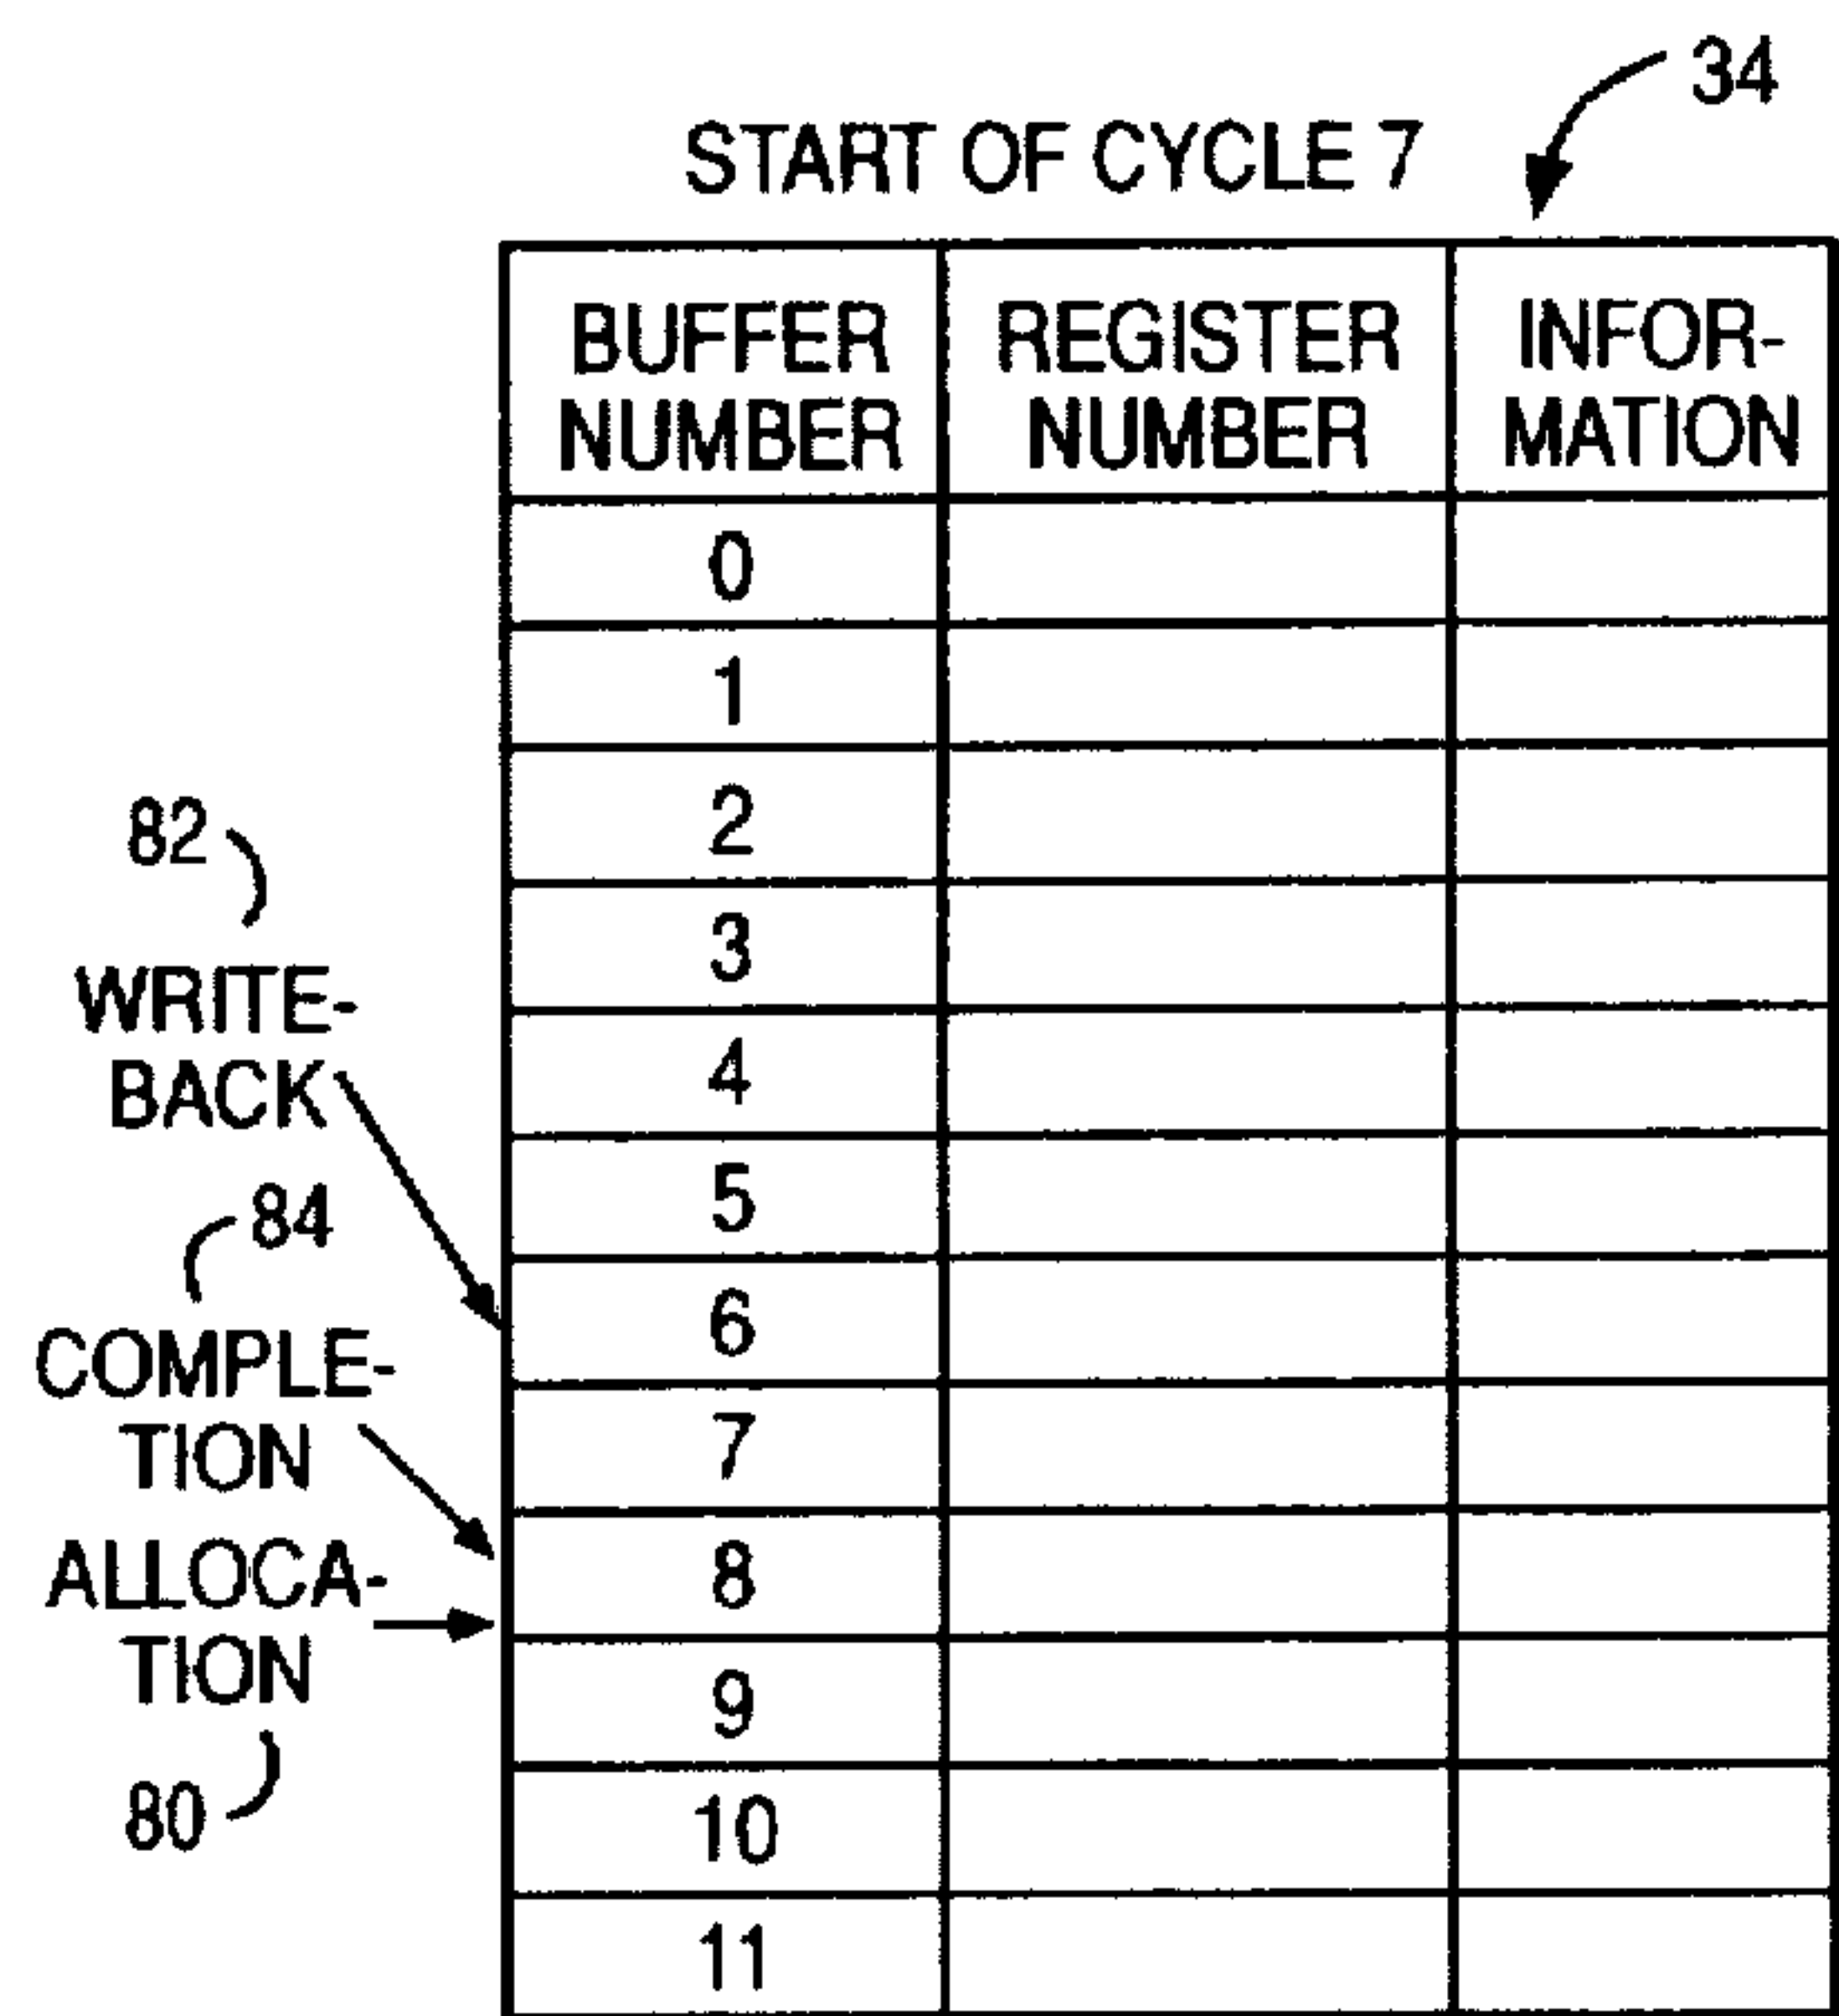 34
START OF CYCLE 7
BUFFER NUMBER REGISTER NUMBER INFOR-MATION
0
1
2
3
4
5
6
7
8
9
10
11
82
WRITE-
BACK
84
COMPLE-
TION
ALLOCA-
TION
80